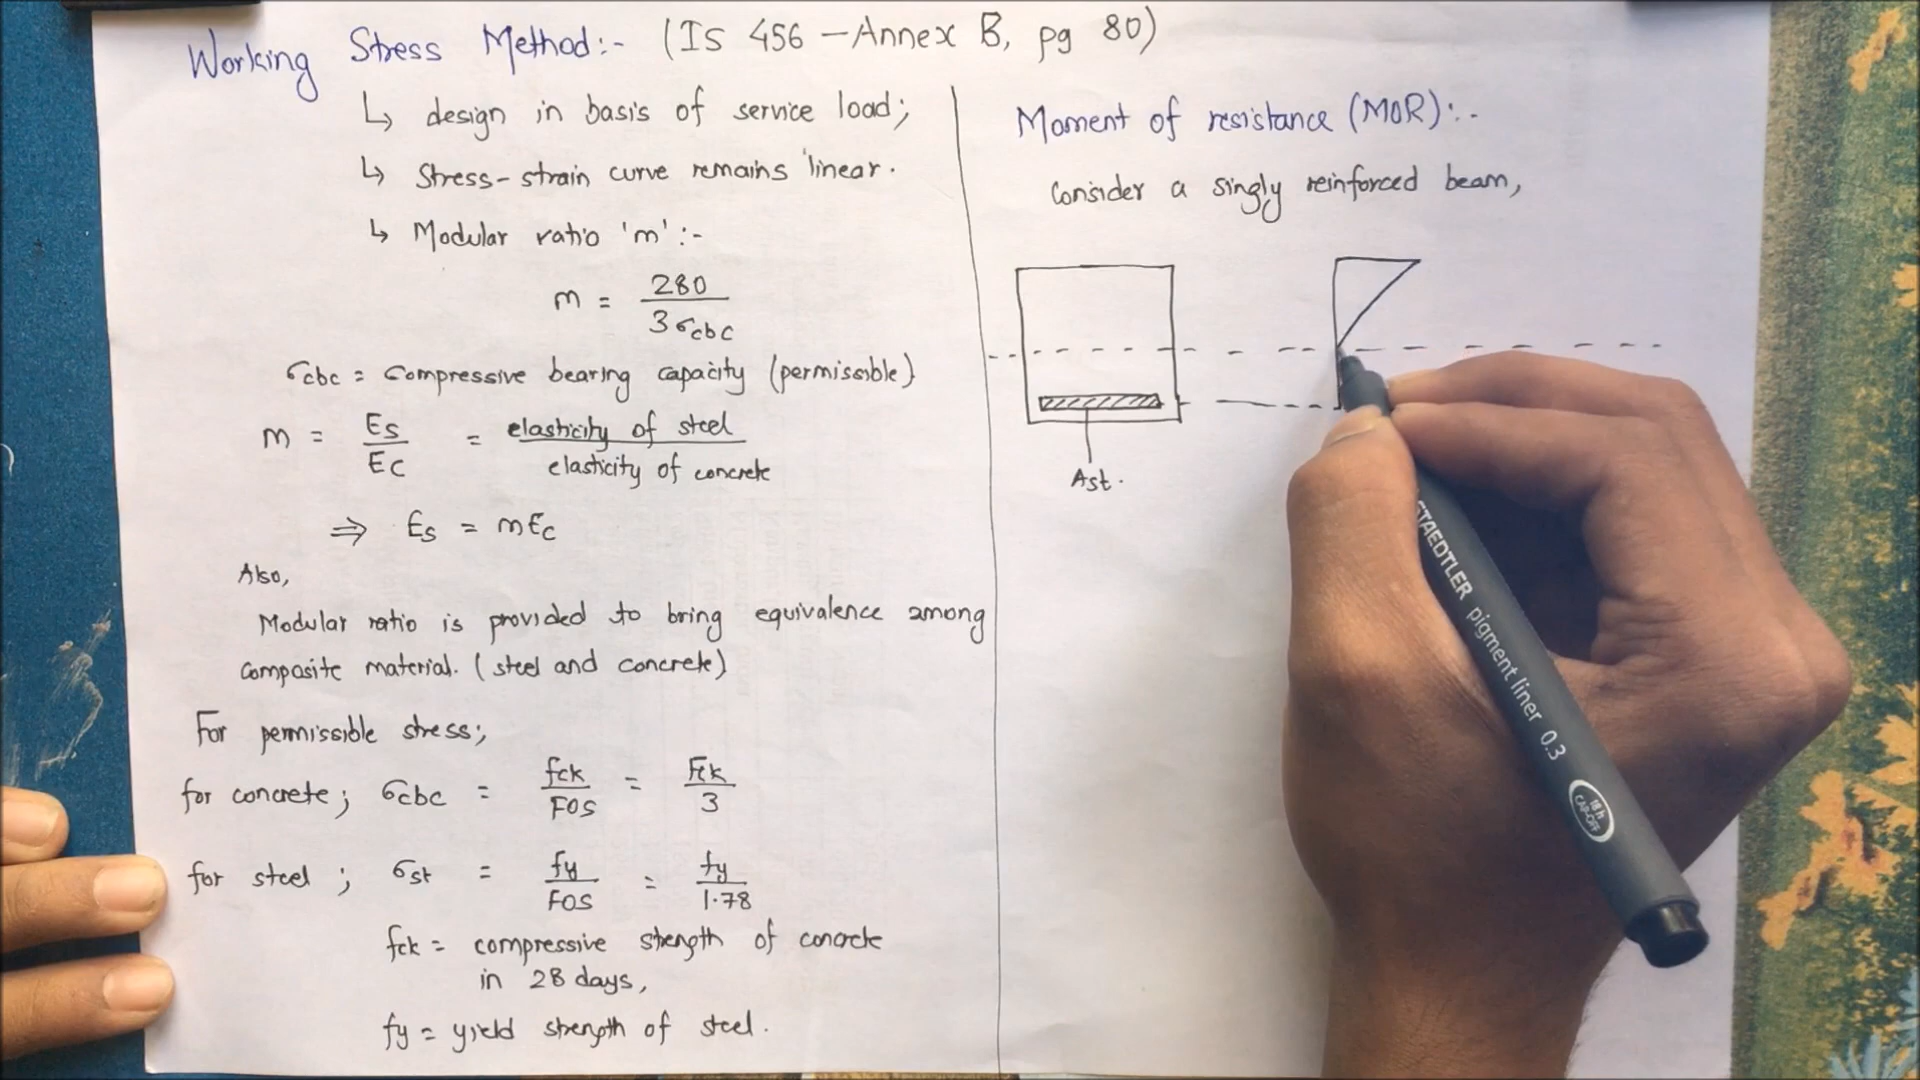 Working Stress Method:- (Is 456 – Annex B, pg 80)
↳ design in basis of service load;
↳ Stress-strain curve remains linear.
↳ Modular ratio 'm':-
m = 280 / 3σcbc
σcbc = Compressive bearing capacity (permissible)
m = Es / Ec = elasticity of steel / elasticity of concrete
⇒ Es = mEc
Also,
Modular ratio is provided to bring equivalence among
Composite material. (steel and concrete)
For permissible stress;
for concrete; σcbc = fck / FOS = Fck / 3
for steel; σst = fy / FOS = fy / 1.78
fck = compressive strength of concrete
in 28 days,
fy = yield strength of steel.
Moment of resistance (MOR):-
Consider a singly reinforced beam,
Ast.
STAEDTLER pigment liner 0.3
18h
CAP-OFF